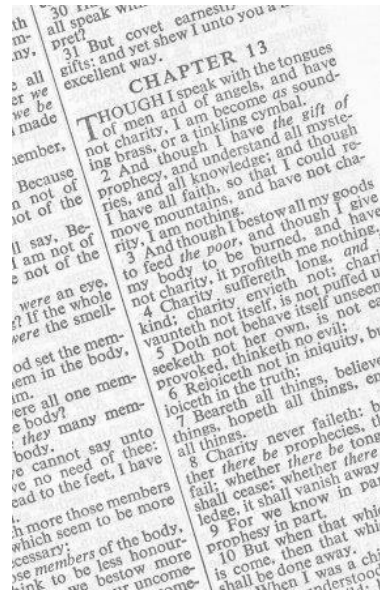 all
er we
we be
made
ember,
Because
not of
not of the
ll say, Be-
I am not of
e not of the
were an eye,
? If the whole
were the smell-
od set the mem-
em in the body,
ere all one mem-
e body?
they many mem-
body.
e cannot say unto
no need of thee:
ead to the feet, I have
h more those members
which seem to be more
cessary:
ose members of the body,
ink to be less honour-
we bestow more
ur uncome-
all speak with
pret?
31 But covet earnestly
gifts: and yet shew I unto you a
excellent way.
CHAPTER 13
THOUGH I speak with the tongues
of men and of angels, and have
not charity, I am become as sound-
ing brass, or a tinkling cymbal.
2 And though I have the gift of
prophecy, and understand all myste-
ries, and all knowledge; and though
I have all faith, so that I could re-
move mountains, and have not cha-
rity, I am nothing.
3 And though I bestow all my goods
to feed the poor, and though I give
my body to be burned, and have
not charity, it profiteth me nothing.
4 Charity suffereth long, and
kind; charity envieth not; chari
vaunteth not itself, is not puffed u
5 Doth not behave itself unseem
seeketh not her own, is not ea
provoked, thinketh no evil;
6 Rejoiceth not in iniquity, bu
joiceth in the truth;
7 Beareth all things, believe
things, hopeth all things, en
all things.
8 Charity never faileth: b
ther there be prophecies, th
fail; whether there be tong
shall cease; whether there
ledge, it shall vanish away
9 For we know in par
prophesy in part.
10 But when that whic
is come, then that whi
shall be done away.
When I was a chi
understood